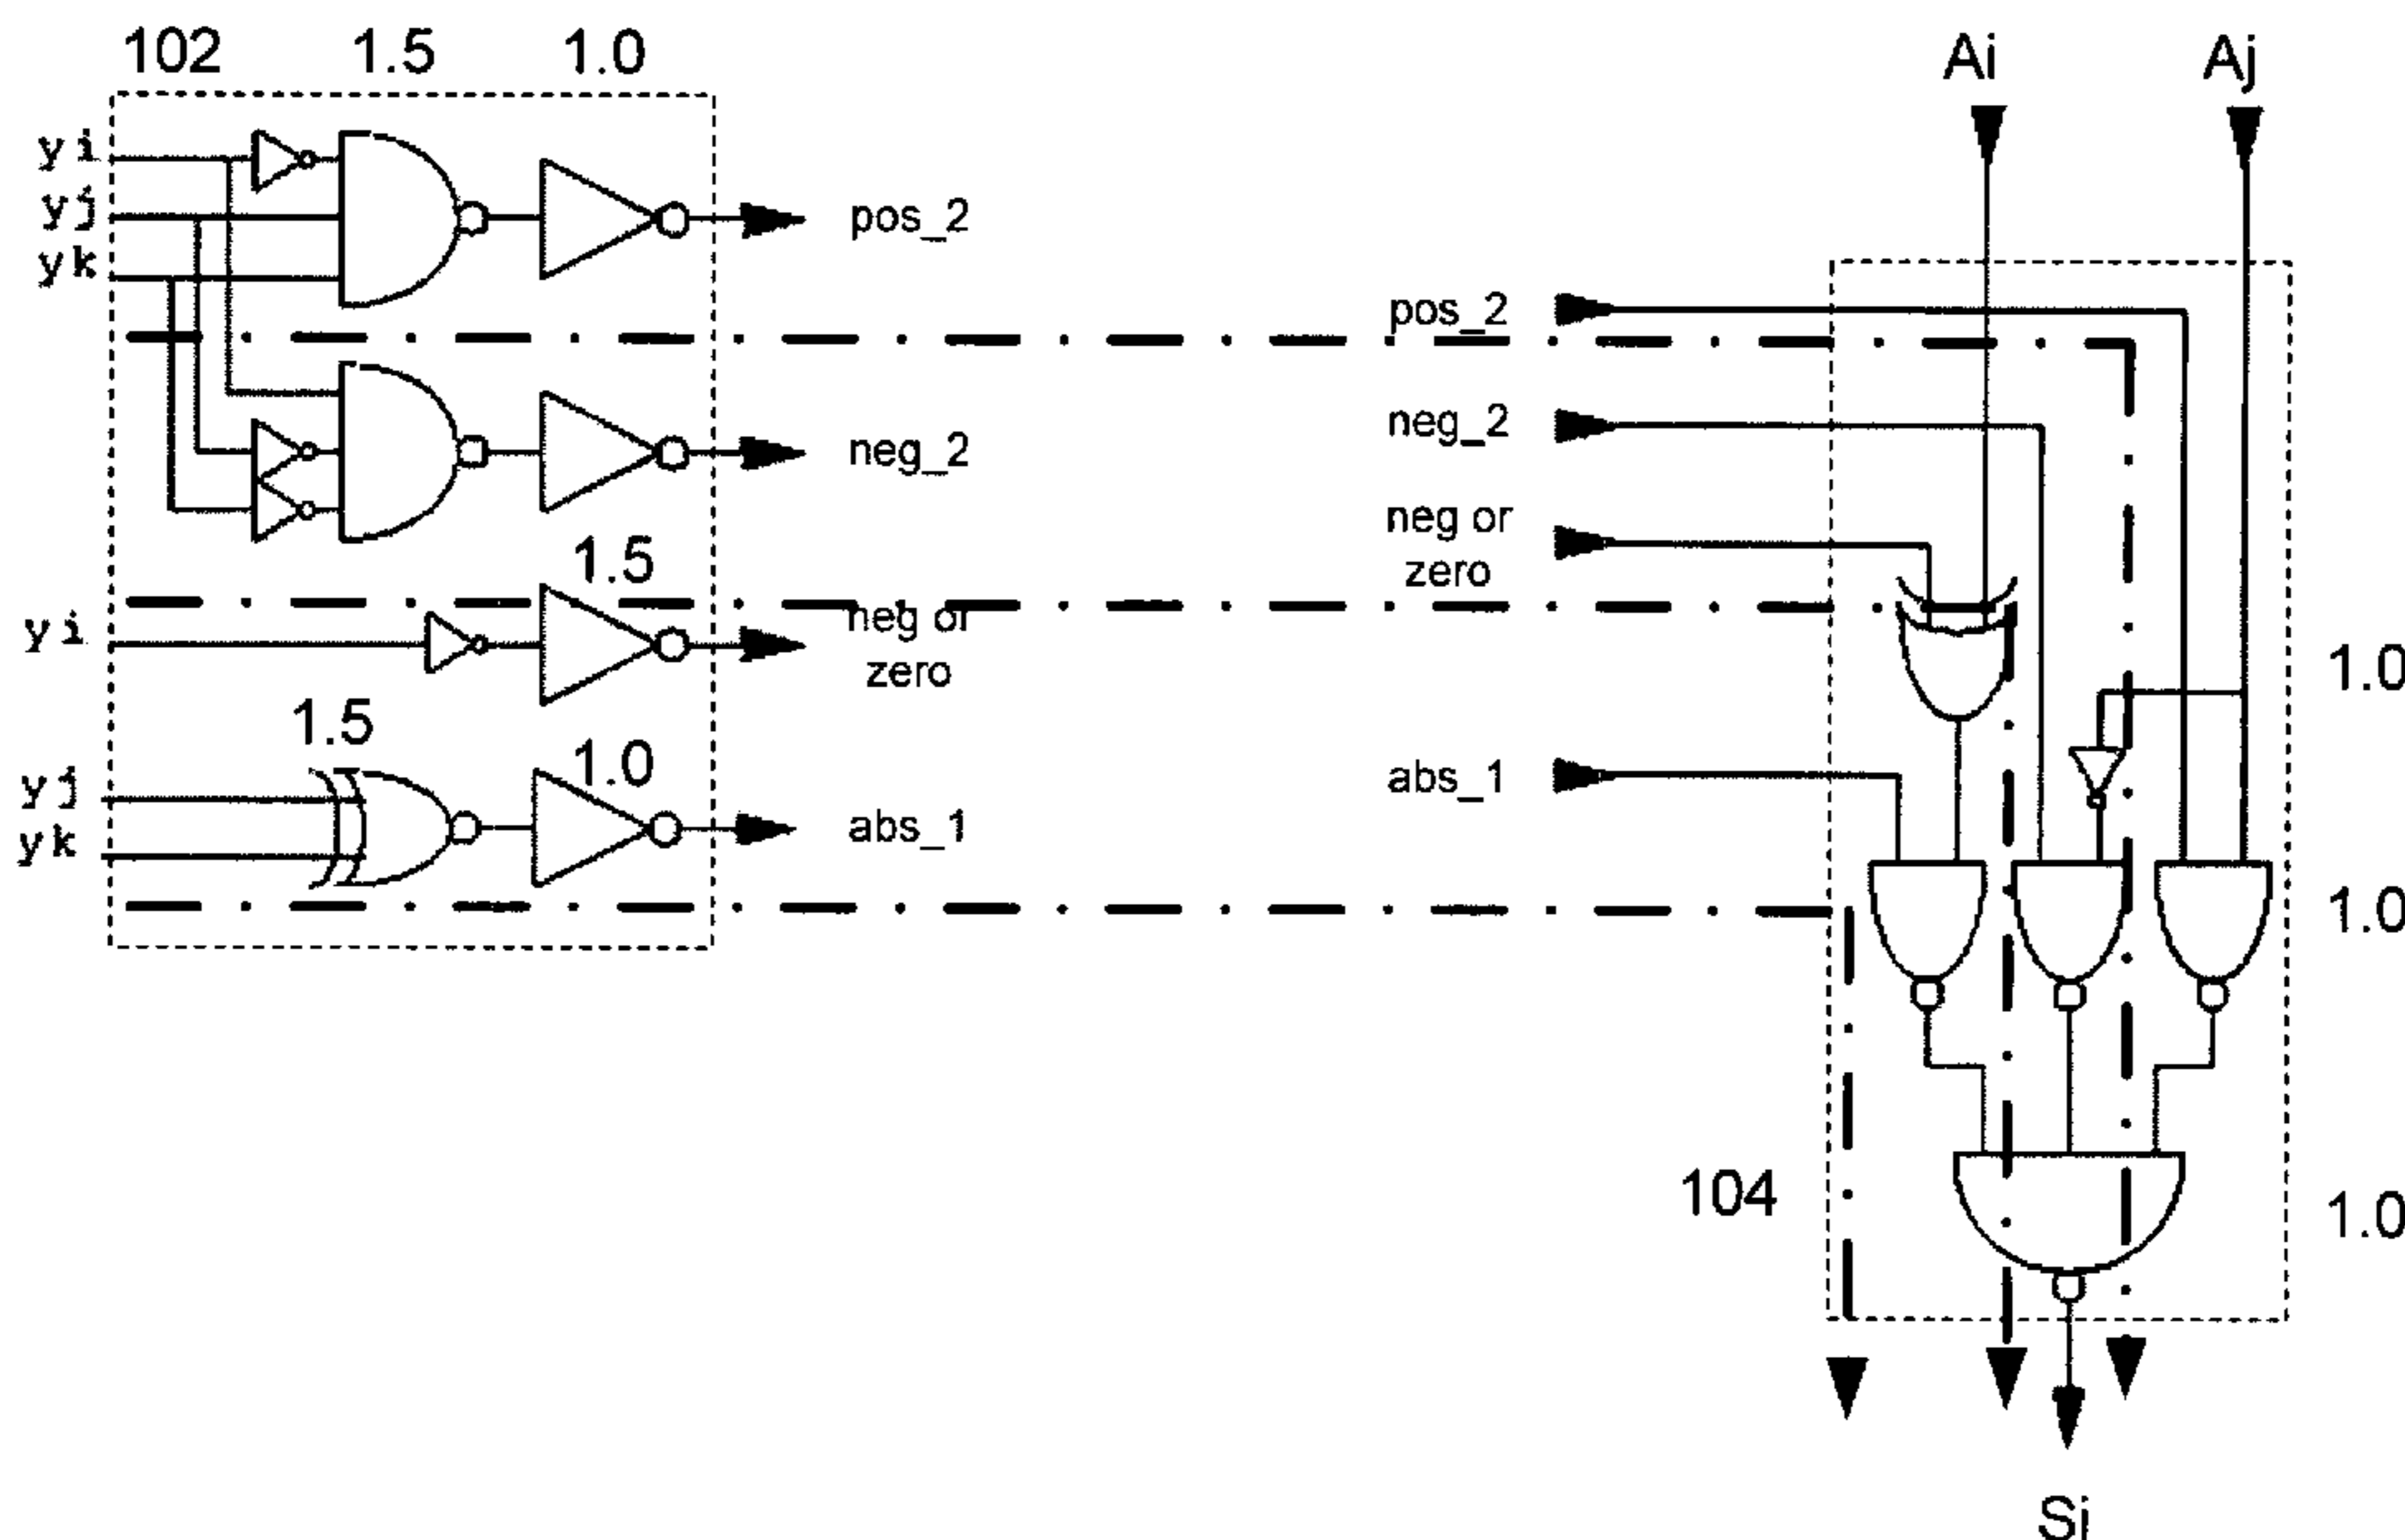 102 1.5 1.0
Ai Aj
yi
yj
yk
pos_2
pos_2
neg_2
neg_2
1.5
neg or
zero
yi
neg or
zero
1.0
1.5
1.0
yj
yk
abs_1
abs_1
1.0
104
1.0
Si